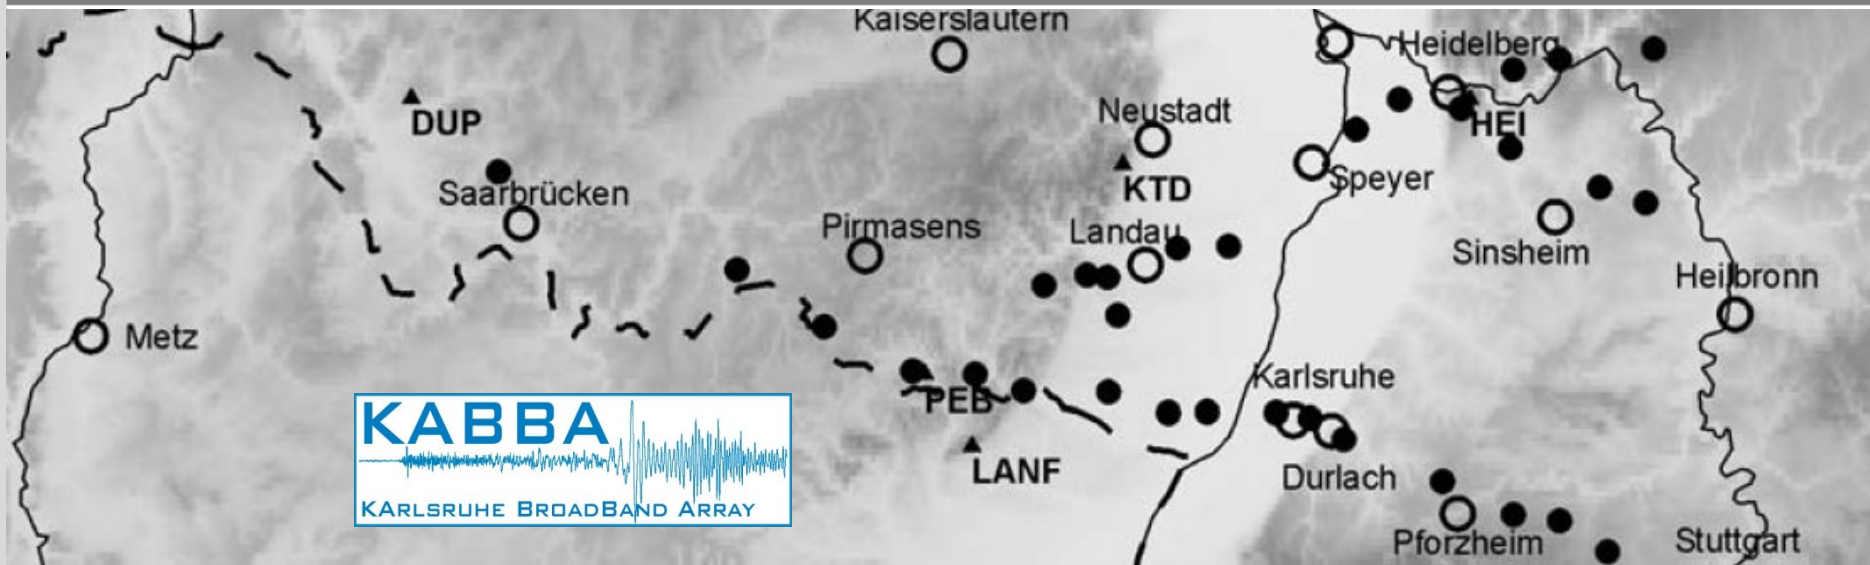 Kaiserslautern
Heidelberg
DUP
Neustadt
HEI
Saarbrücken
KTD
Speyer
Pirmasens
Landau
Sinsheim
Heilbronn
Metz
Karlsruhe
PEB
KABBA
KARLSRUHE BROADBAND ARRAY
LANF
Durlach
Pforzheim
Stuttgart